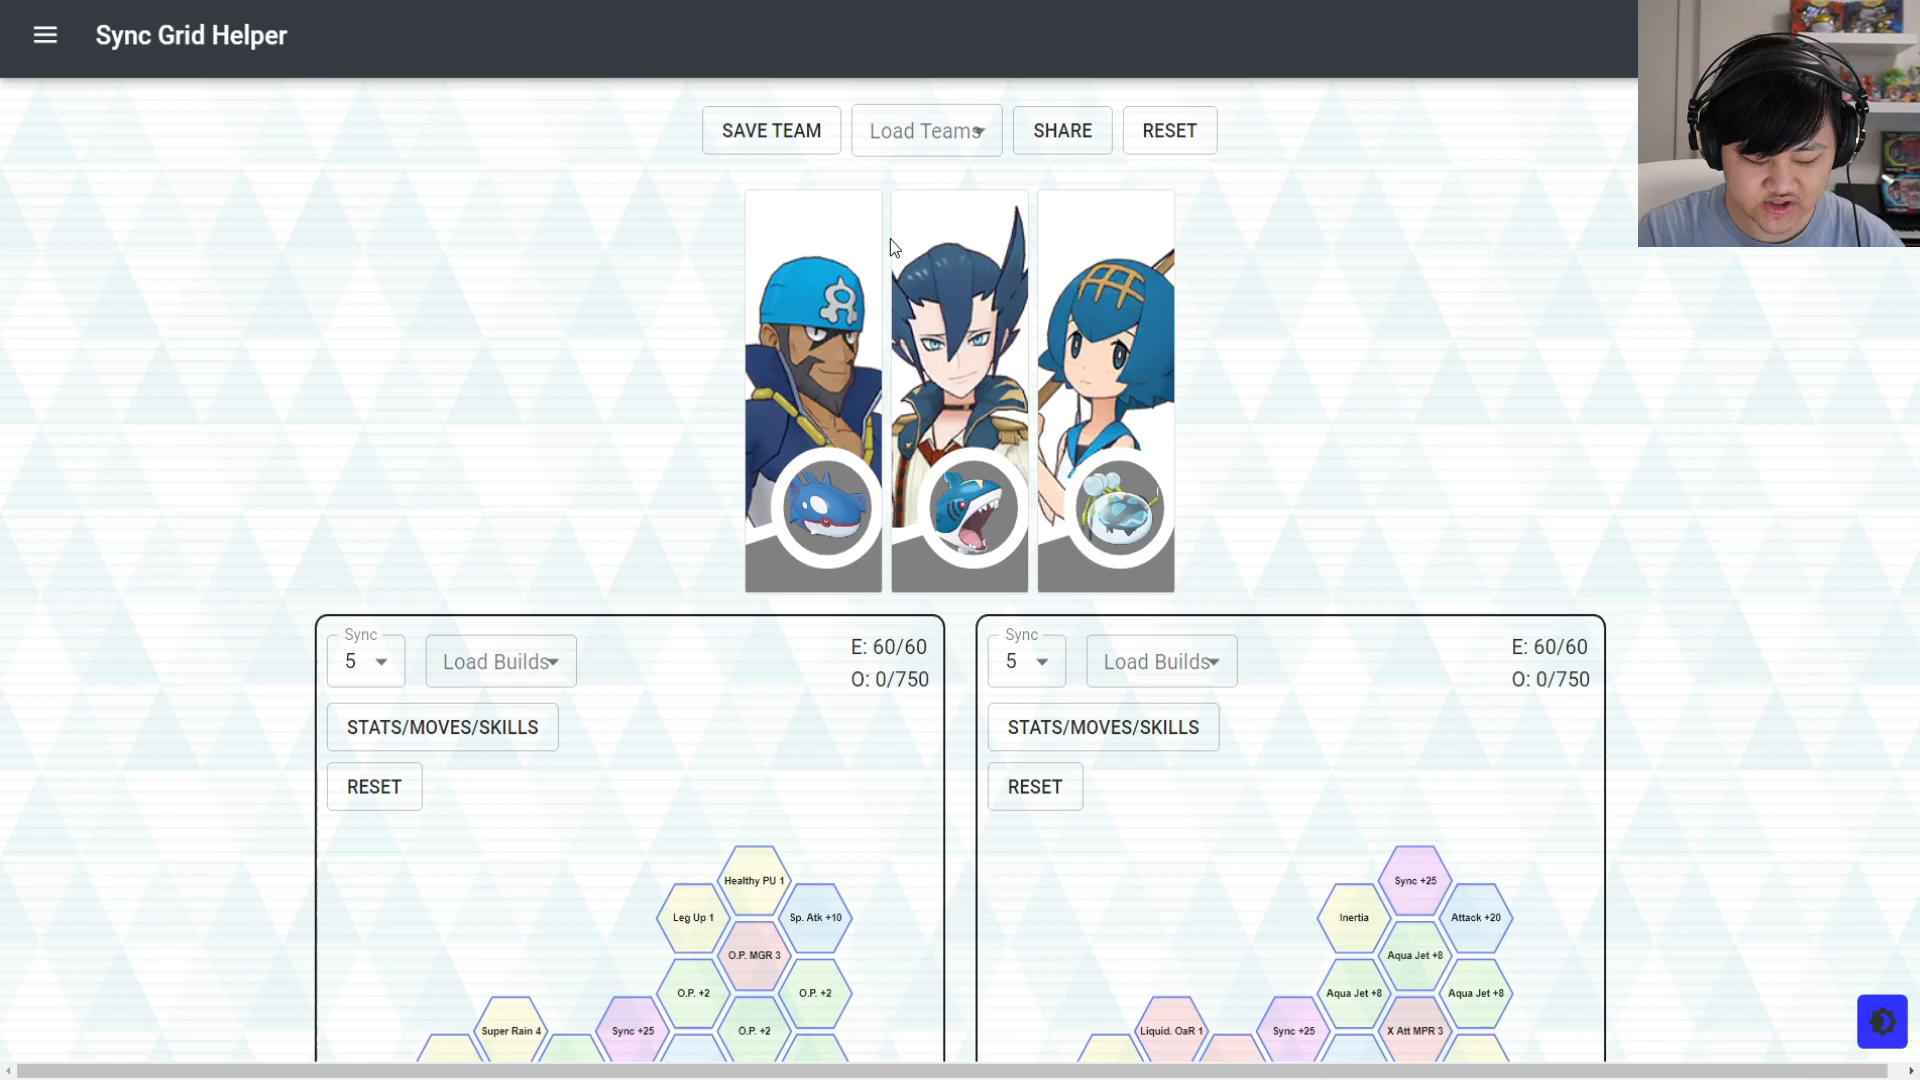 Sync Grid Helper
SAVE TEAM
Load Teams
SHARE
RESET
Sync
5
Load Builds
E: 60/60
O: 0/750
STATS/MOVES/SKILLS
RESET
Healthy PU 1
Leg Up 1
Sp. Atk +10
O.P. MGR 3
O.P. +2
O.P. +2
Super Rain 4
Sync +25
O.P. +2
Sync
5
Load Builds
E: 60/60
O: 0/750
STATS/MOVES/SKILLS
RESET
Sync +25
Inertia
Attack +20
Aqua Jet +8
Aqua Jet +8
Aqua Jet +8
Liquid. OaR 1
Sync +25
X Att MPR 3